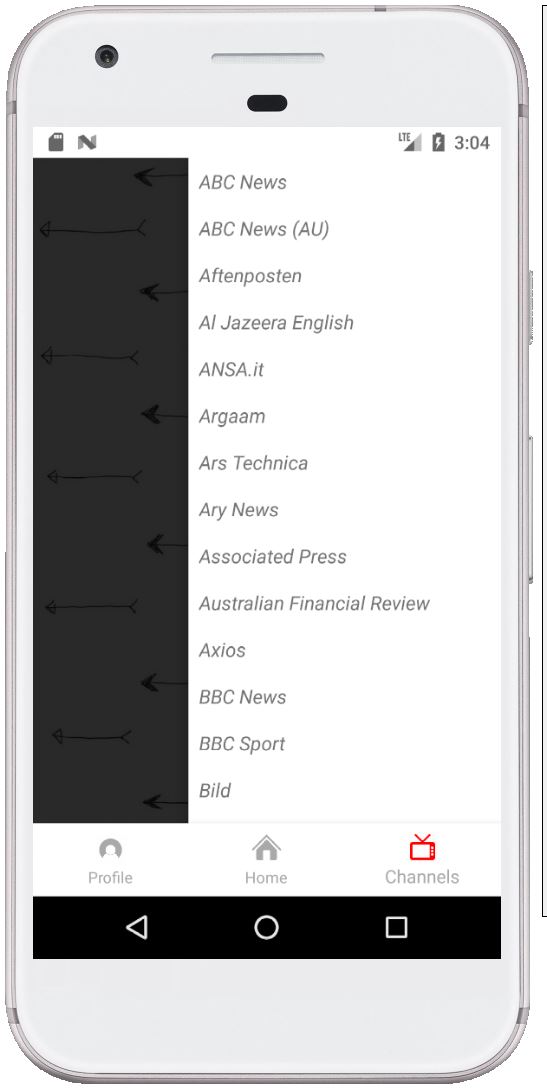 LTE 3:04
ABC News
ABC News (AU)
Aftenposten
Al Jazeera English
ANSA.it
Argaam
Ars Technica
Ary News
Associated Press
Australian Financial Review
Axios
BBC News
BBC Sport
Bild
Profile Home Channels